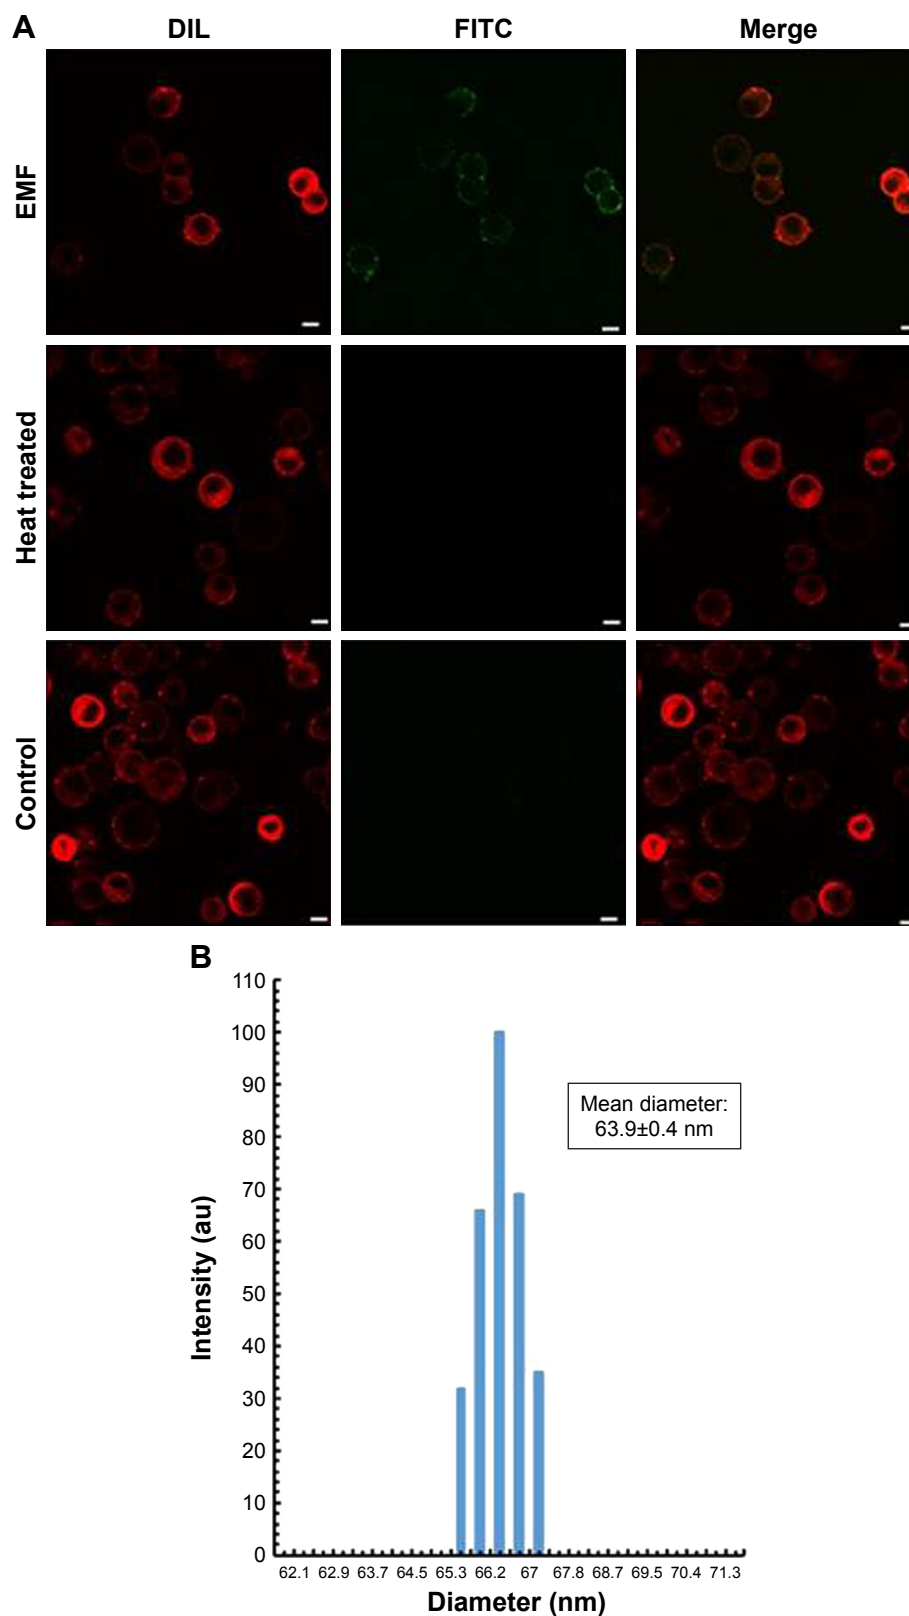 A
DIL FITC Merge
EMF
Heat treated
Control
B
110
100
90
80
70
60
50
40
30
20
10
0
Intensity (au)
Mean diameter:
63.9±0.4 nm
62.1 62.9 63.7 64.5 65.3 66.2 67 67.8 68.7 69.5 70.4 71.3
Diameter (nm)